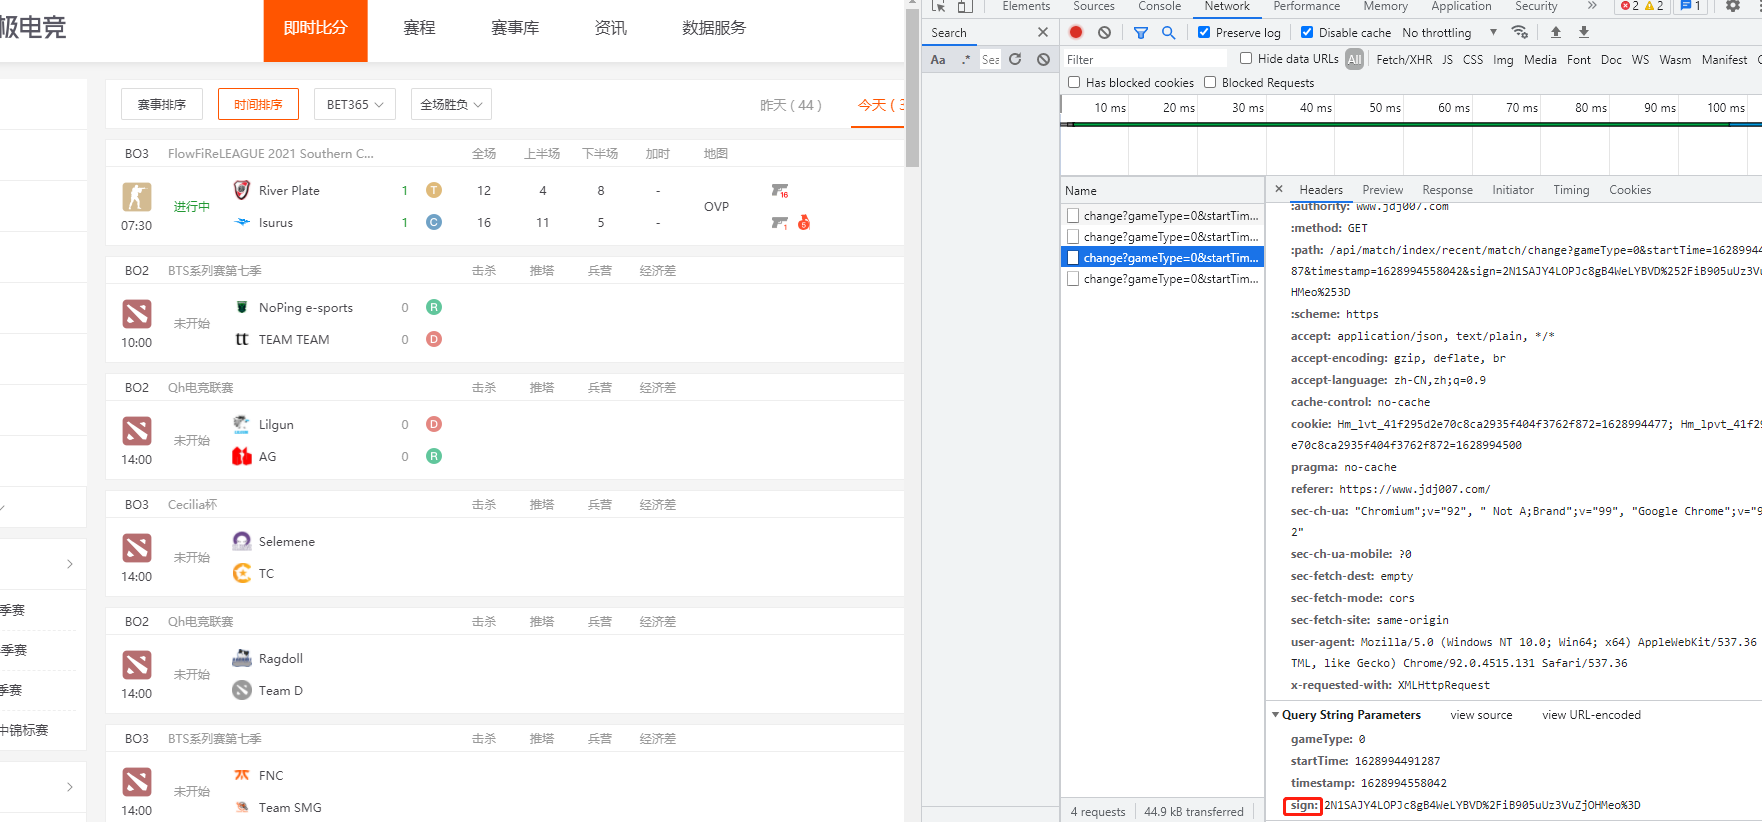 极电竞
即时比分
赛程
赛事库
资讯
数据服务
赛事排序
时间排序
BET365
全场胜负
昨天 ( 44 )
今天 ( 3
BO3 FlowFiReLEAGUE 2021 Southern C... 全场 上半场 下半场 加时 地图
07:30
进行中
River Plate 1 T 12 4 8 - 16
Isurus 1 C 16 11 5 - 1 5
OVP
BO2 BTS系列赛第七季 击杀 推塔 兵营 经济差
10:00
未开始
NoPing e-sports 0 R
tt TEAM TEAM 0 D
BO2 Qh电竞联赛 击杀 推塔 兵营 经济差
14:00
未开始
Lilgun 0 D
AG 0 R
BO3 Cecilia杯 击杀 推塔 兵营 经济差
14:00
未开始
Selemene
TC
BO2 Qh电竞联赛 击杀 推塔 兵营 经济差
14:00
未开始
Ragdoll
Team D
BO3 BTS系列赛第七季 击杀 推塔 兵营 经济差
14:00
未开始
FNC
Team SMG
季赛
季赛
季赛
中锦标赛
Elements Sources Console Network Performance Memory Application Security » 2 2 1
Search
Aa .* Sea
Preserve log Disable cache No throttling
Filter
Hide data URLs All Fetch/XHR JS CSS Img Media Font Doc WS Wasm Manifest
Has blocked cookies Blocked Requests
10 ms 20 ms 30 ms 40 ms 50 ms 60 ms 70 ms 80 ms 90 ms 100 ms
Name
change?gameType=0&startTim...
change?gameType=0&startTim...
change?gameType=0&startTim...
change?gameType=0&startTim...
4 requests 44.9 kB transferred
× Headers Preview Response Initiator Timing Cookies
:authority: www.jdj007.com
:method: GET
:path: /api/match/index/recent/match/change?gameType=0&startTime=16289944
87&timestamp=1628994558042&sign=2N1SAJY4LOPJc8gB4WeLYBVD%252FiB905uUz3Vu
HMeo%253D
:scheme: https
accept: application/json, text/plain, */*
accept-encoding: gzip, deflate, br
accept-language: zh-CN,zh;q=0.9
cache-control: no-cache
cookie: Hm_lvt_41f295d2e70c8ca2935f404f3762f872=1628994477; Hm_lpvt_41f29
e70c8ca2935f404f3762f872=1628994500
pragma: no-cache
referer: https://www.jdj007.com/
sec-ch-ua: "Chromium";v="92", " Not A;Brand";v="99", "Google Chrome";v="9
2"
sec-ch-ua-mobile: ?0
sec-fetch-dest: empty
sec-fetch-mode: cors
sec-fetch-site: same-origin
user-agent: Mozilla/5.0 (Windows NT 10.0; Win64; x64) AppleWebKit/537.36
TML, like Gecko) Chrome/92.0.4515.131 Safari/537.36
x-requested-with: XMLHttpRequest
Query String Parameters view source view URL-encoded
gameType: 0
startTime: 1628994491287
timestamp: 1628994558042
sign: 2N1SAJY4LOPJc8gB4WeLYBVD%2FiB905uUz3VuZjOHMeo%3D